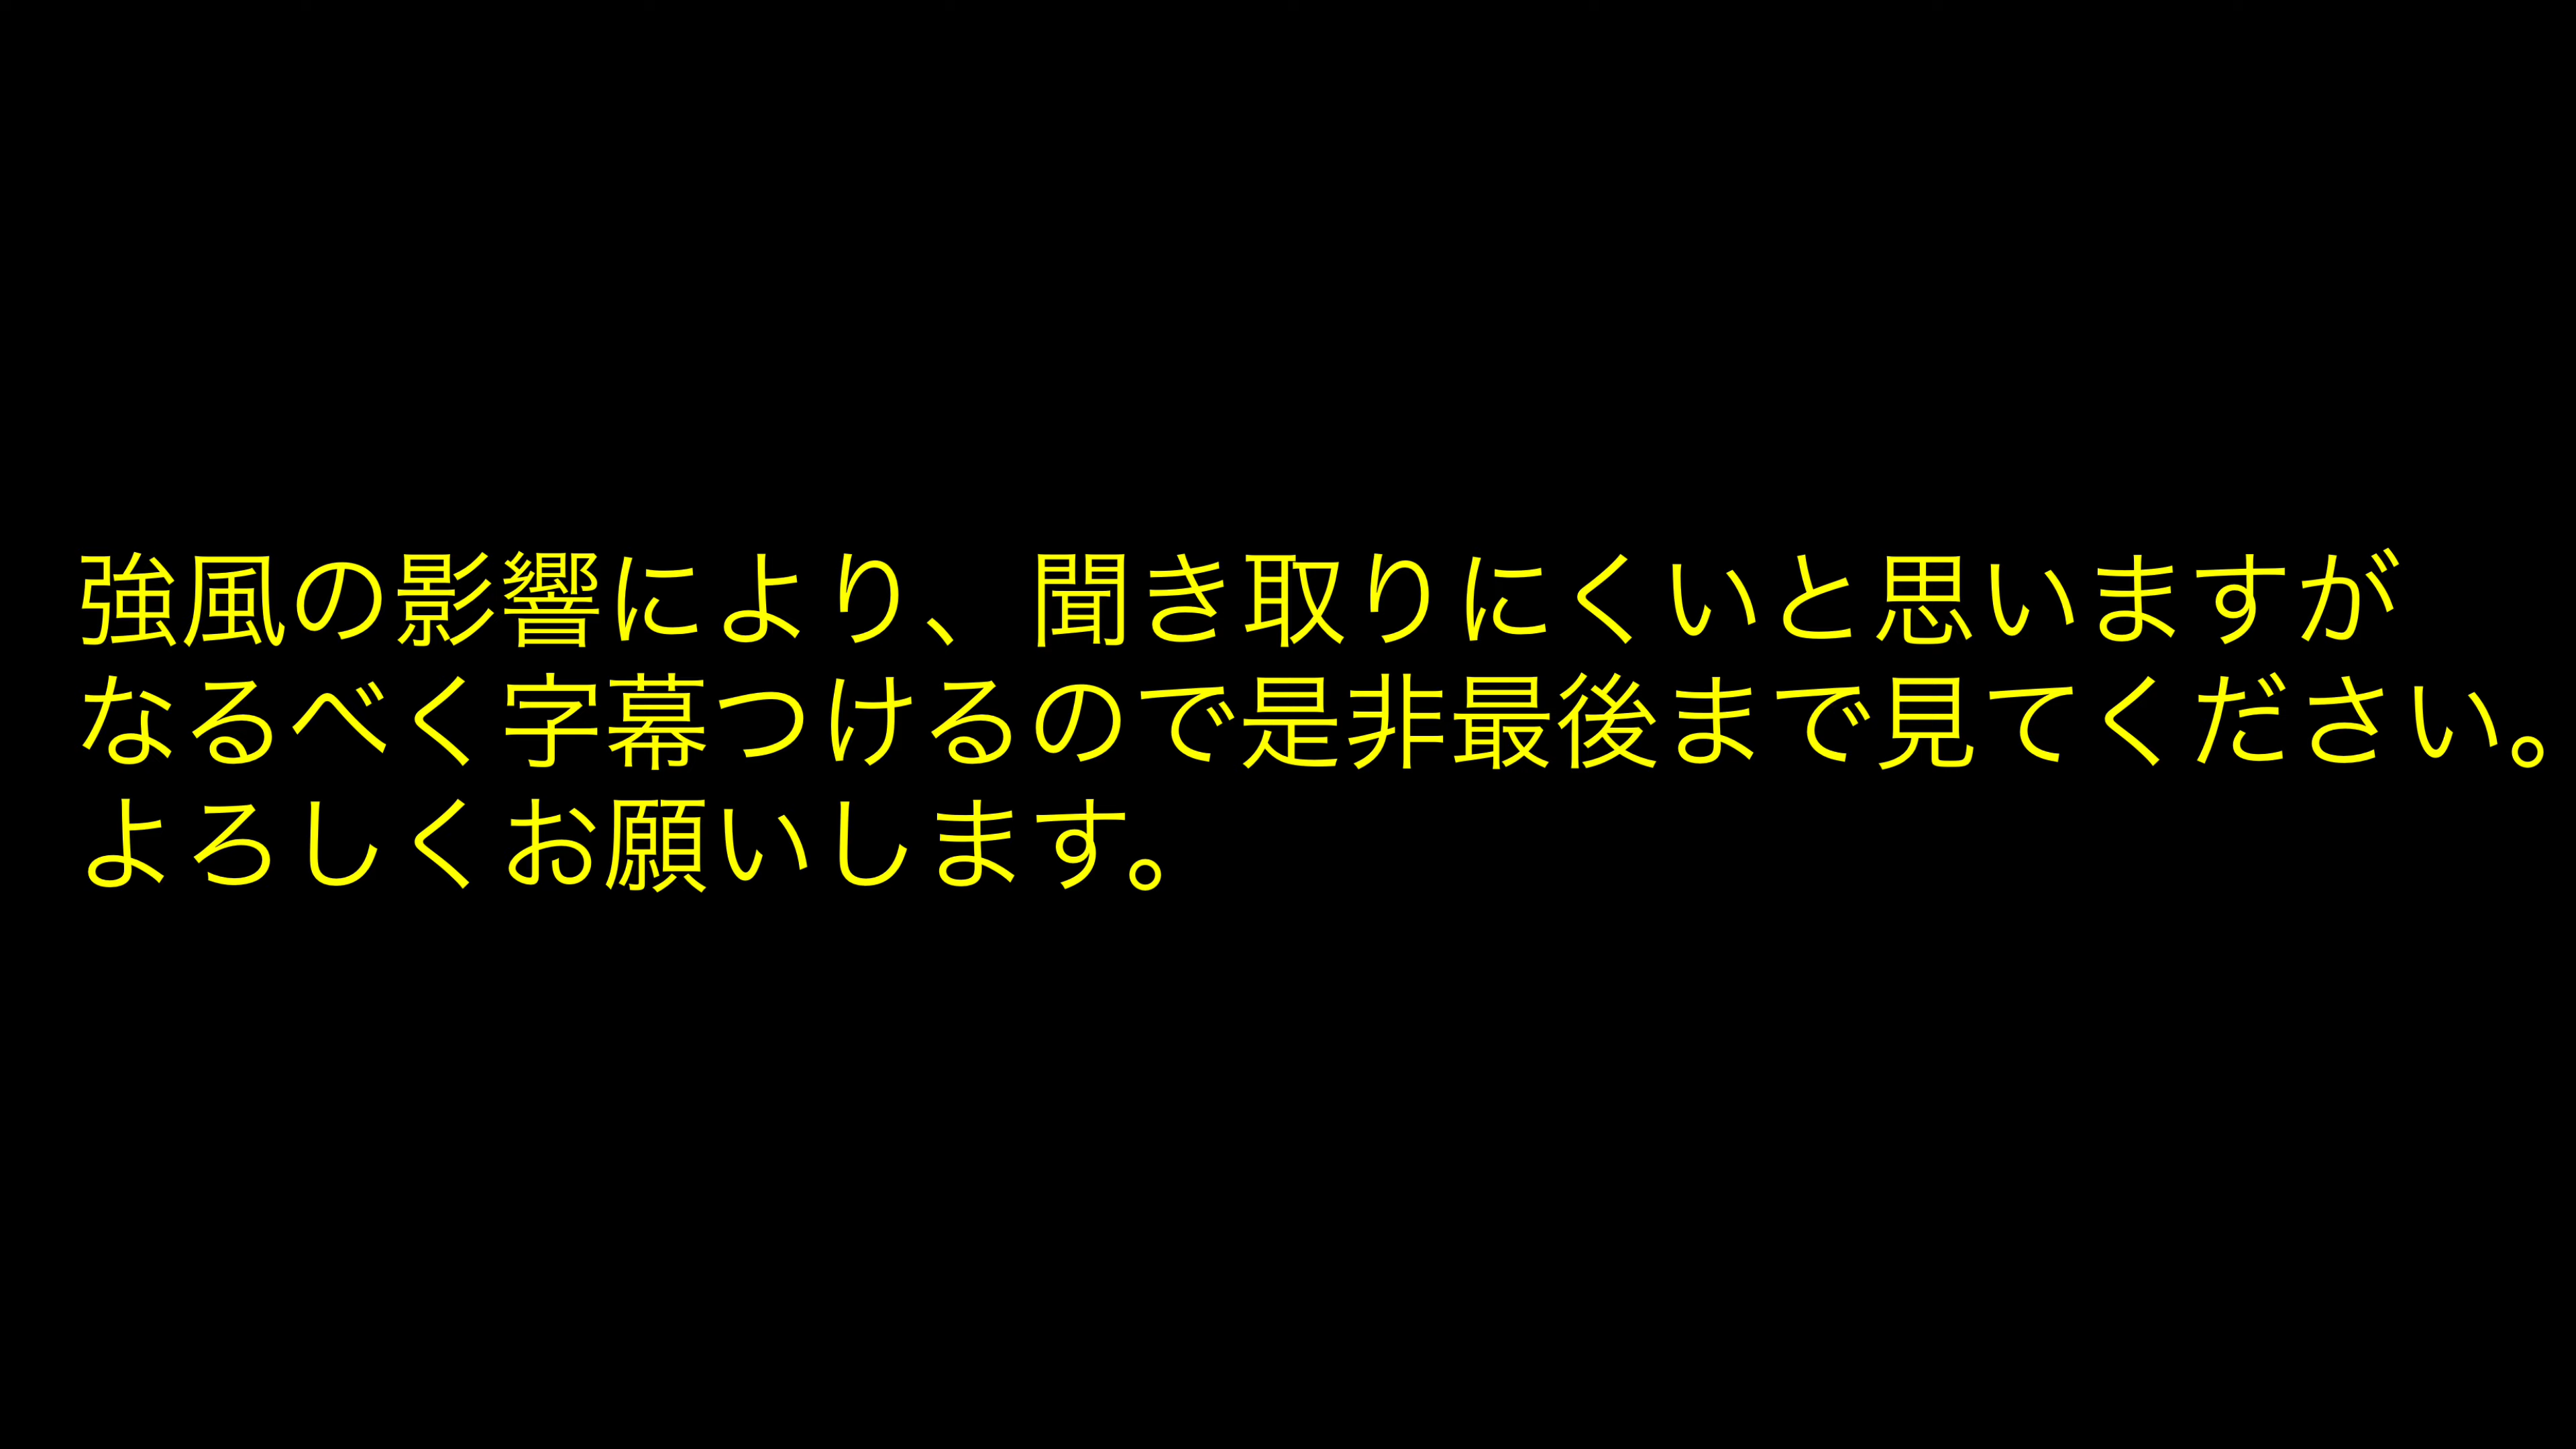 強風の影響により、聞き取りにくいと思いますが
なるべく字幕つけるので是非最後まで見てください。
よろしくお願いします。